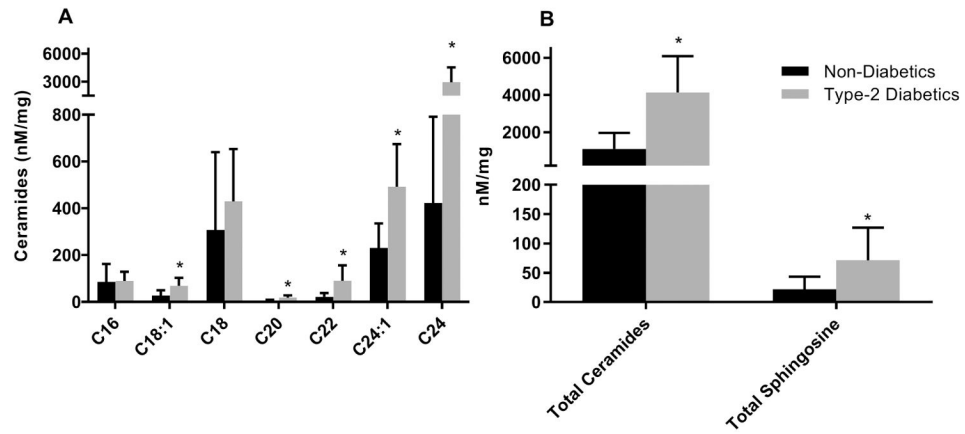 A
Ceramides (nM/mg)
6000
3000
800
600
400
200
0
*
*
*
*
*
C16
C18:1
C18
C20
C22
C24:1
C24
B
nM/mg
6000
4000
2000
200
150
100
50
0
*
*
Total Ceramides
Total Sphingosine
Non-Diabetics
Type-2 Diabetics